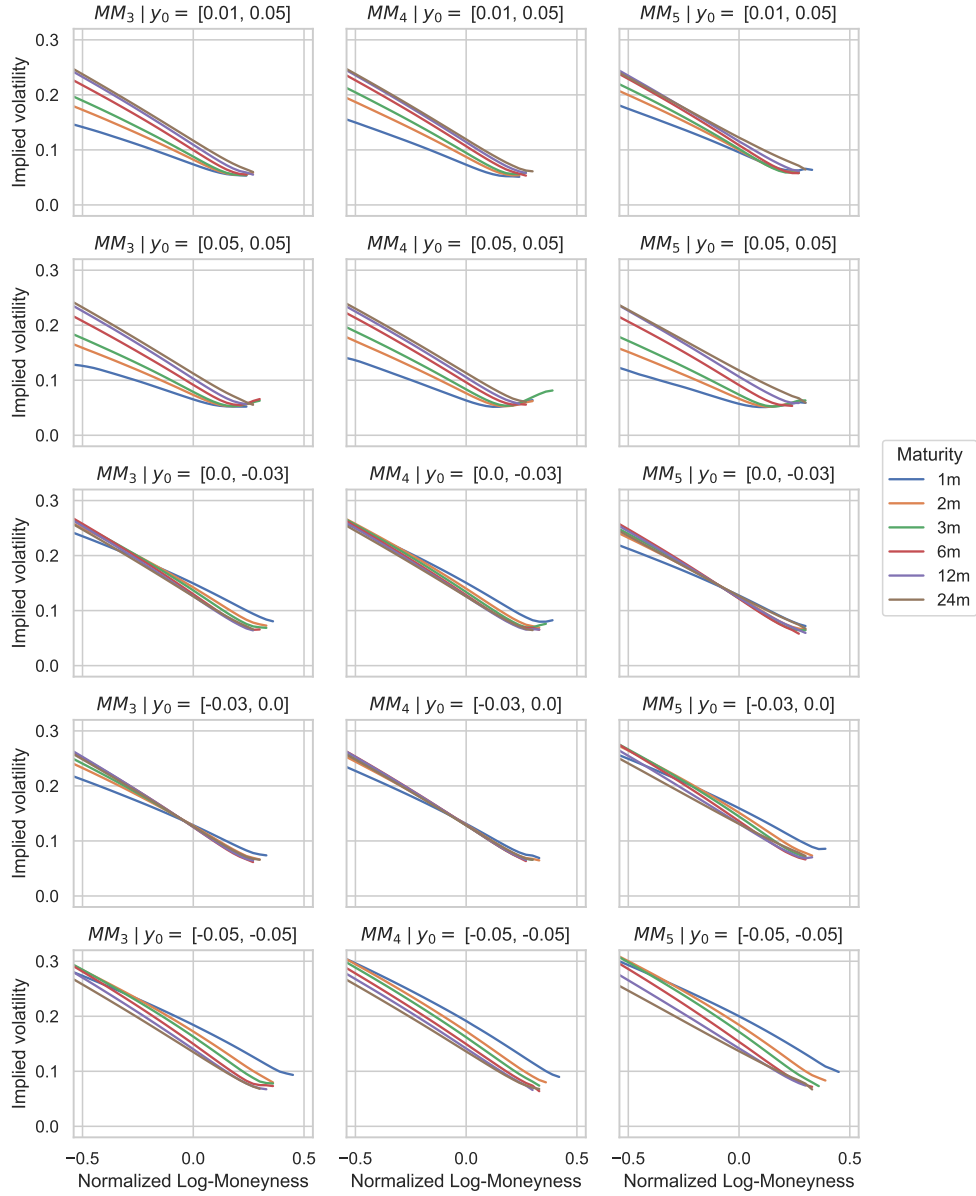 MM₃ | y₀ = [0.01, 0.05]
MM₄ | y₀ = [0.01, 0.05]
MM₅ | y₀ = [0.01, 0.05]
0.3
0.2
0.1
0.0
Implied volatility
MM₃ | y₀ = [0.05, 0.05]
MM₄ | y₀ = [0.05, 0.05]
MM₅ | y₀ = [0.05, 0.05]
0.3
0.2
0.1
0.0
Implied volatility
MM₃ | y₀ = [0.0, -0.03]
MM₄ | y₀ = [0.0, -0.03]
MM₅ | y₀ = [0.0, -0.03]
0.3
0.2
0.1
0.0
Implied volatility
Maturity
1m
2m
3m
6m
12m
24m
MM₃ | y₀ = [-0.03, 0.0]
MM₄ | y₀ = [-0.03, 0.0]
MM₅ | y₀ = [-0.03, 0.0]
0.3
0.2
0.1
0.0
Implied volatility
MM₃ | y₀ = [-0.05, -0.05]
MM₄ | y₀ = [-0.05, -0.05]
MM₅ | y₀ = [-0.05, -0.05]
0.3
0.2
0.1
0.0
Implied volatility
−0.5 0.0 0.5
−0.5 0.0 0.5
−0.5 0.0 0.5
Normalized Log-Moneyness
Normalized Log-Moneyness
Normalized Log-Moneyness